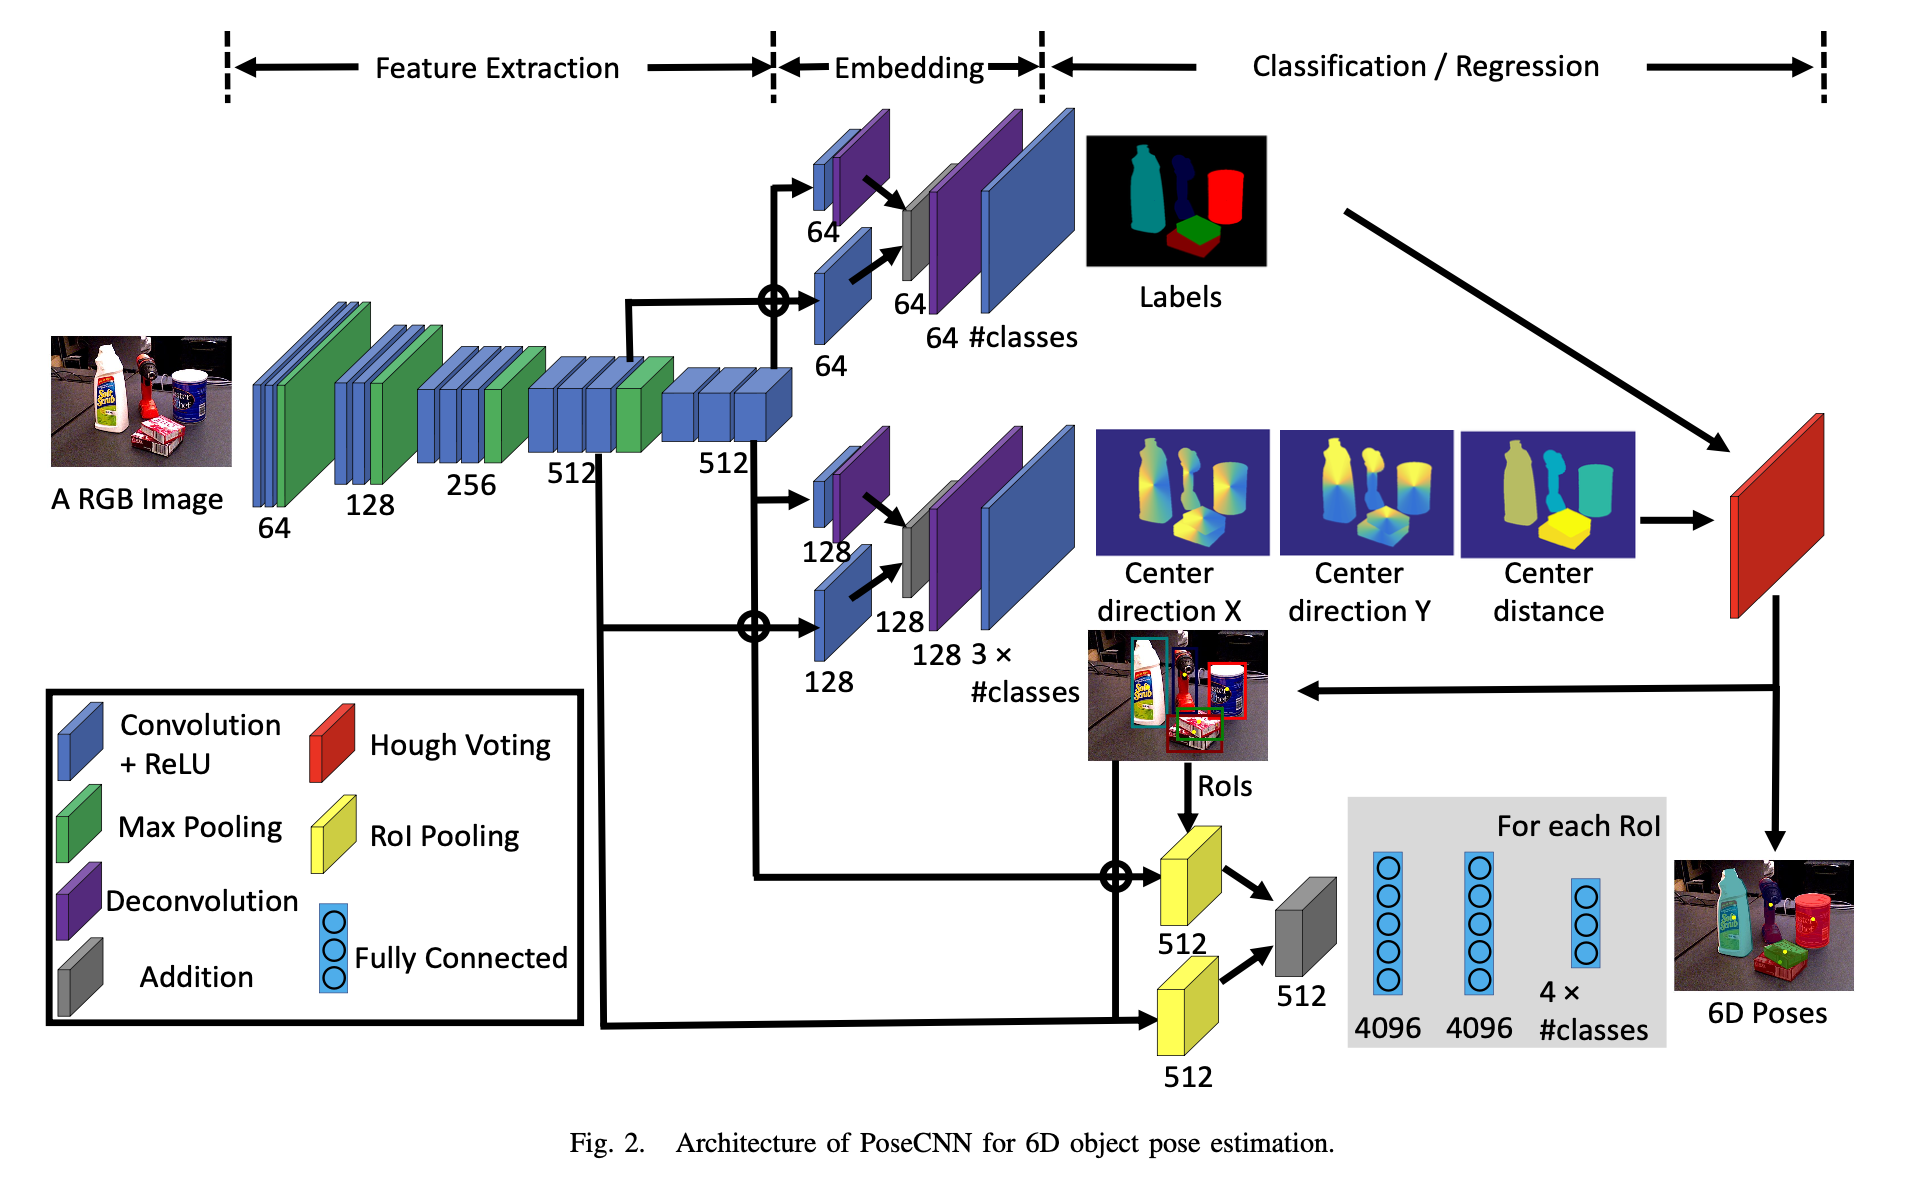 Feature Extraction
Embedding
Classification / Regression
64
64
64
64 #classes
Labels
A RGB Image
64
128
256
512
512
128
128
128
128 3 ×
#classes
Center
direction X
Center
direction Y
Center
distance
RoIs
512
512
512
For each RoI
4096
4096
4 ×
#classes
6D Poses
Convolution
+ ReLU
Max Pooling
Deconvolution
Addition
Hough Voting
RoI Pooling
Fully Connected
Fig. 2. Architecture of PoseCNN for 6D object pose estimation.